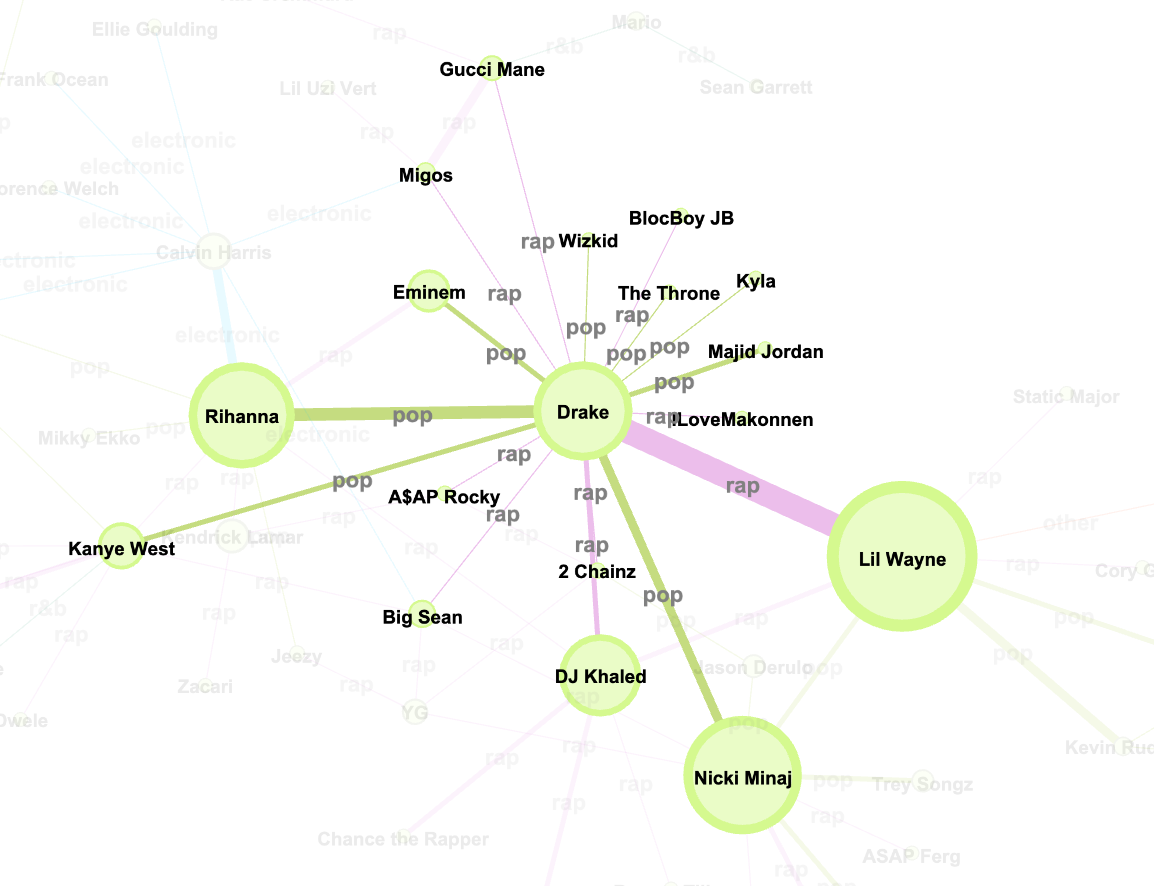 Ellie Goulding
rap
r&b
Mario
r&b
Gucci Mane
Frank Ocean
Lil Uzi Vert
Sean Garrett
rap
rap
electronic
electronic
Migos
orence Welch
electronic
electronic
BlocBoy JB
rap
Wizkid
Calvin Harris
ctronic
electronic
Eminem
rap
The Throne
Kyla
rap
pop
electronic
rap
pop
pop
pop
Majid Jordan
pop
pop
Static Major
Rihanna
pop
Drake
rap
iLoveMakonnen
Mikky Ekko
pop
electronic
rap
rap
rap
pop
A$AP Rocky
rap
rap
rap
rap
rap
other
Kanye West
Kendrick Lamar
rap
rap
rap
2 Chainz
Lil Wayne
rap
Cory G
rap
rap
pop
r&b
rap
rap
Big Sean
pop
rap
pop
rap
rap
Jeezy
rap
DJ Khaled
Jason Derulo
pop
pop
Zacari
rap
rap
Owele
YG
pop
Kevin Rud
rap
rap
Nicki Minaj
rap
pop
Trey Songz
rap
rap
Chance the Rapper
ASAP Ferg
rap